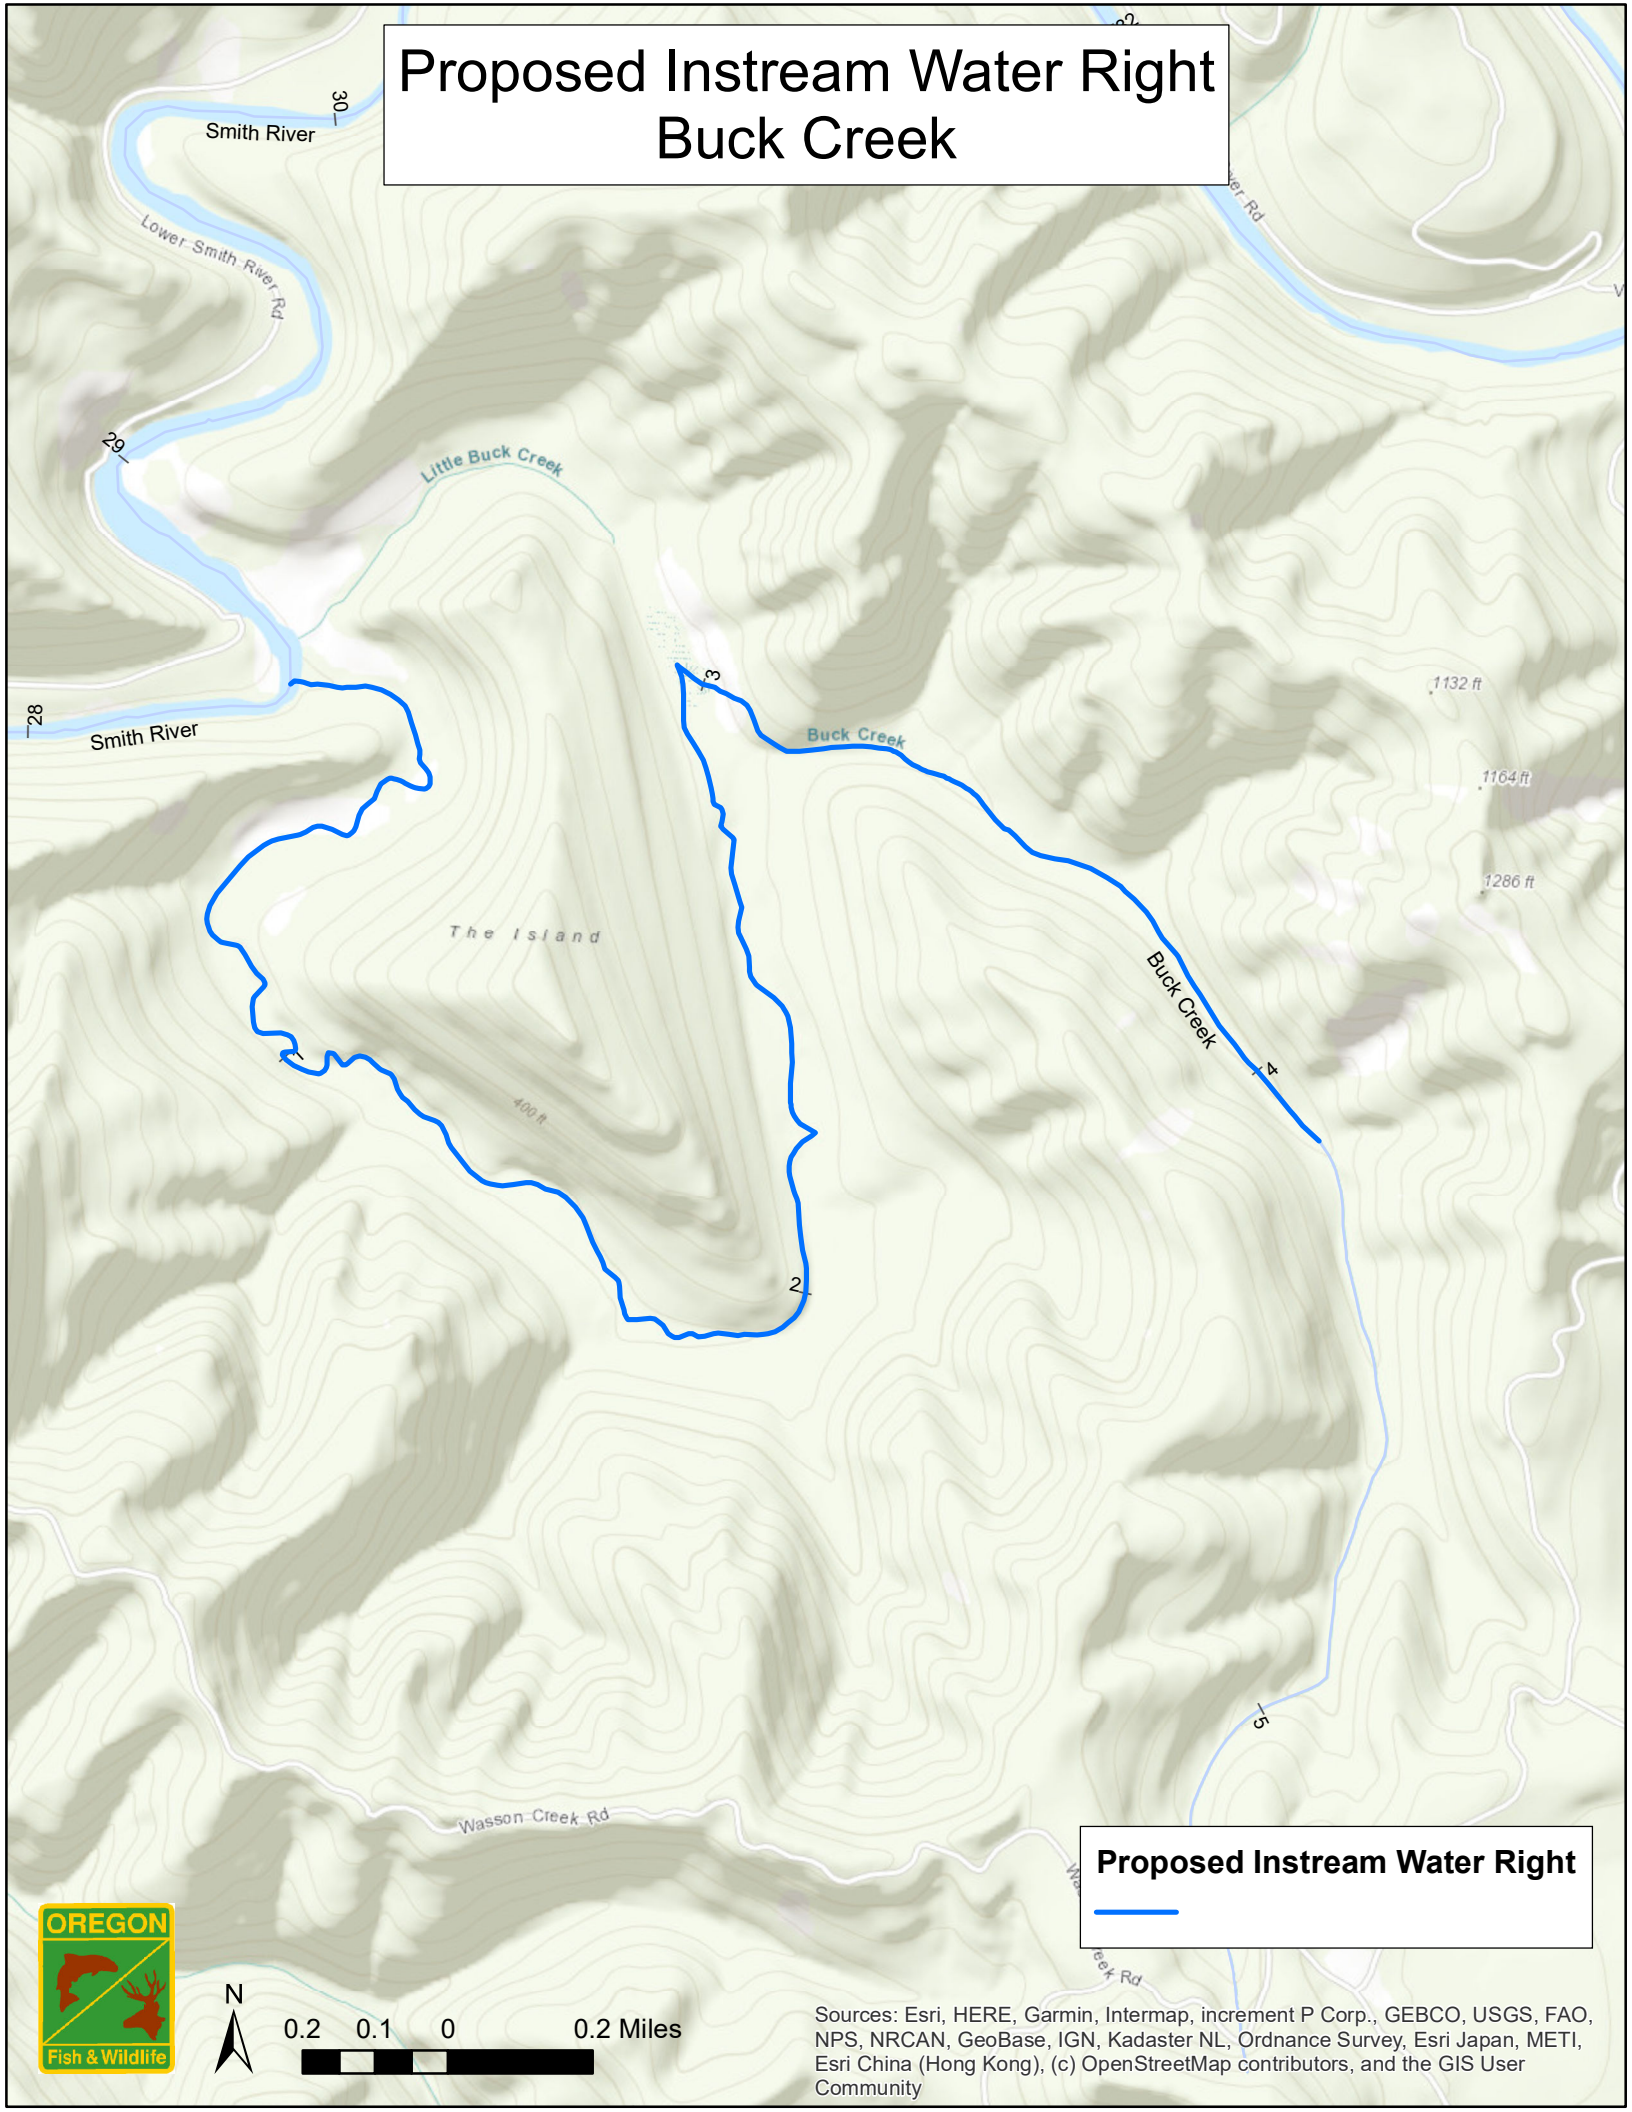 Proposed Instream Water Right
Buck Creek
30
Smith River
Lower Smith River Rd
ver Rd
29
Little Buck Creek
3
28
Smith River
Buck Creek
1132 ft
1164 ft
1286 ft
The Island
Buck Creek
1
4
400 ft
2
5
Wasson Creek Rd
Proposed Instream Water Right
reek Rd
OREGON
Fish & Wildlife
N
0.2 0.1 0 0.2 Miles
Sources: Esri, HERE, Garmin, Intermap, increment P Corp., GEBCO, USGS, FAO,
NPS, NRCAN, GeoBase, IGN, Kadaster NL, Ordnance Survey, Esri Japan, METI,
Esri China (Hong Kong), (c) OpenStreetMap contributors, and the GIS User
Community